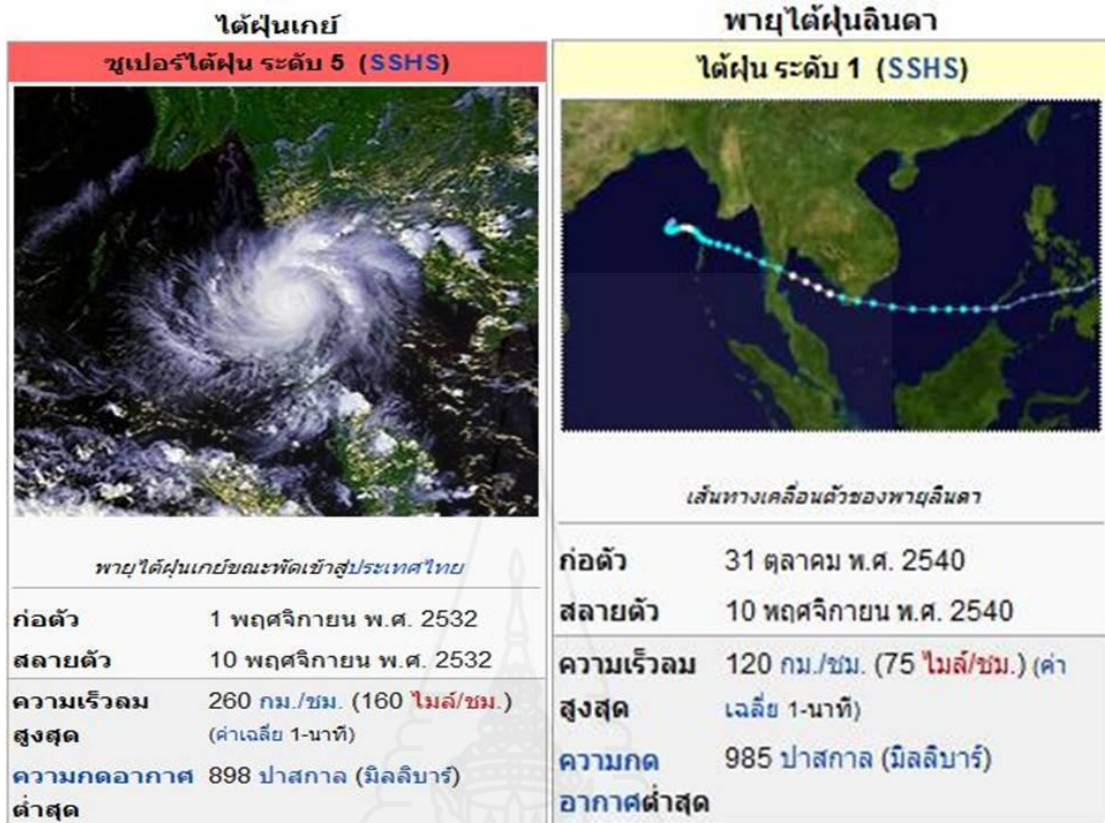 ไต้ฝุ่นเกย์
ซูเปอร์ไต้ฝุ่น ระดับ 5 (SSHS)
พายุไต้ฝุ่นเกย์ขณะพัดเข้าสู่ประเทศไทย
ก่อตัว 1 พฤศจิกายน พ.ศ. 2532
สลายตัว 10 พฤศจิกายน พ.ศ. 2532
ความเร็วลม 260 กม./ชม. (160 ไมล์/ชม.)
สูงสุด (ค่าเฉลี่ย 1-นาที)
ความกดอากาศ 898 ปาสกาล (มิลลิบาร์)
ต่ำสุด
พายุไต้ฝุ่นลินดา
ไต้ฝุ่น ระดับ 1 (SSHS)
เส้นทางเคลื่อนตัวของพายุลินดา
ก่อตัว 31 ตุลาคม พ.ศ. 2540
สลายตัว 10 พฤศจิกายน พ.ศ. 2540
ความเร็วลม 120 กม./ชม. (75 ไมล์/ชม.) (ค่า
สูงสุด เฉลี่ย 1-นาที)
ความกด 985 ปาสกาล (มิลลิบาร์)
อากาศต่ำสุด